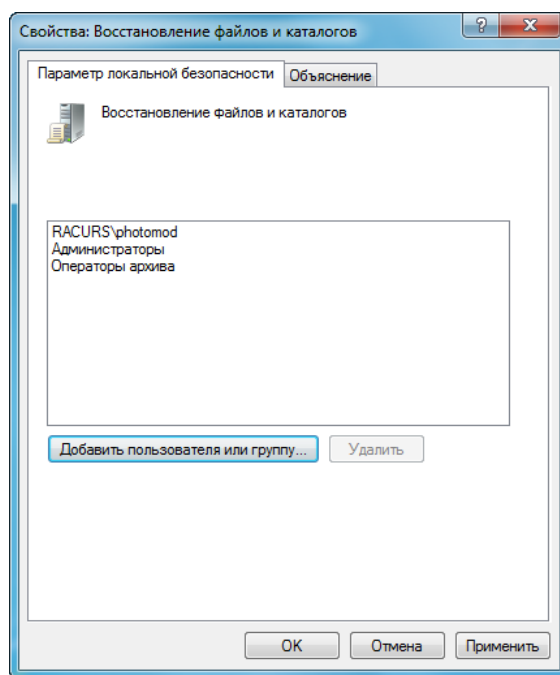 Свойства: Восстановление файлов и каталогов
?
Параметр локальной безопасности
Объяснение
Восстановление файлов и каталогов
RACURS\photomod
Администраторы
Операторы архива
Добавить пользователя или группу...
Удалить
OK
Отмена
Применить